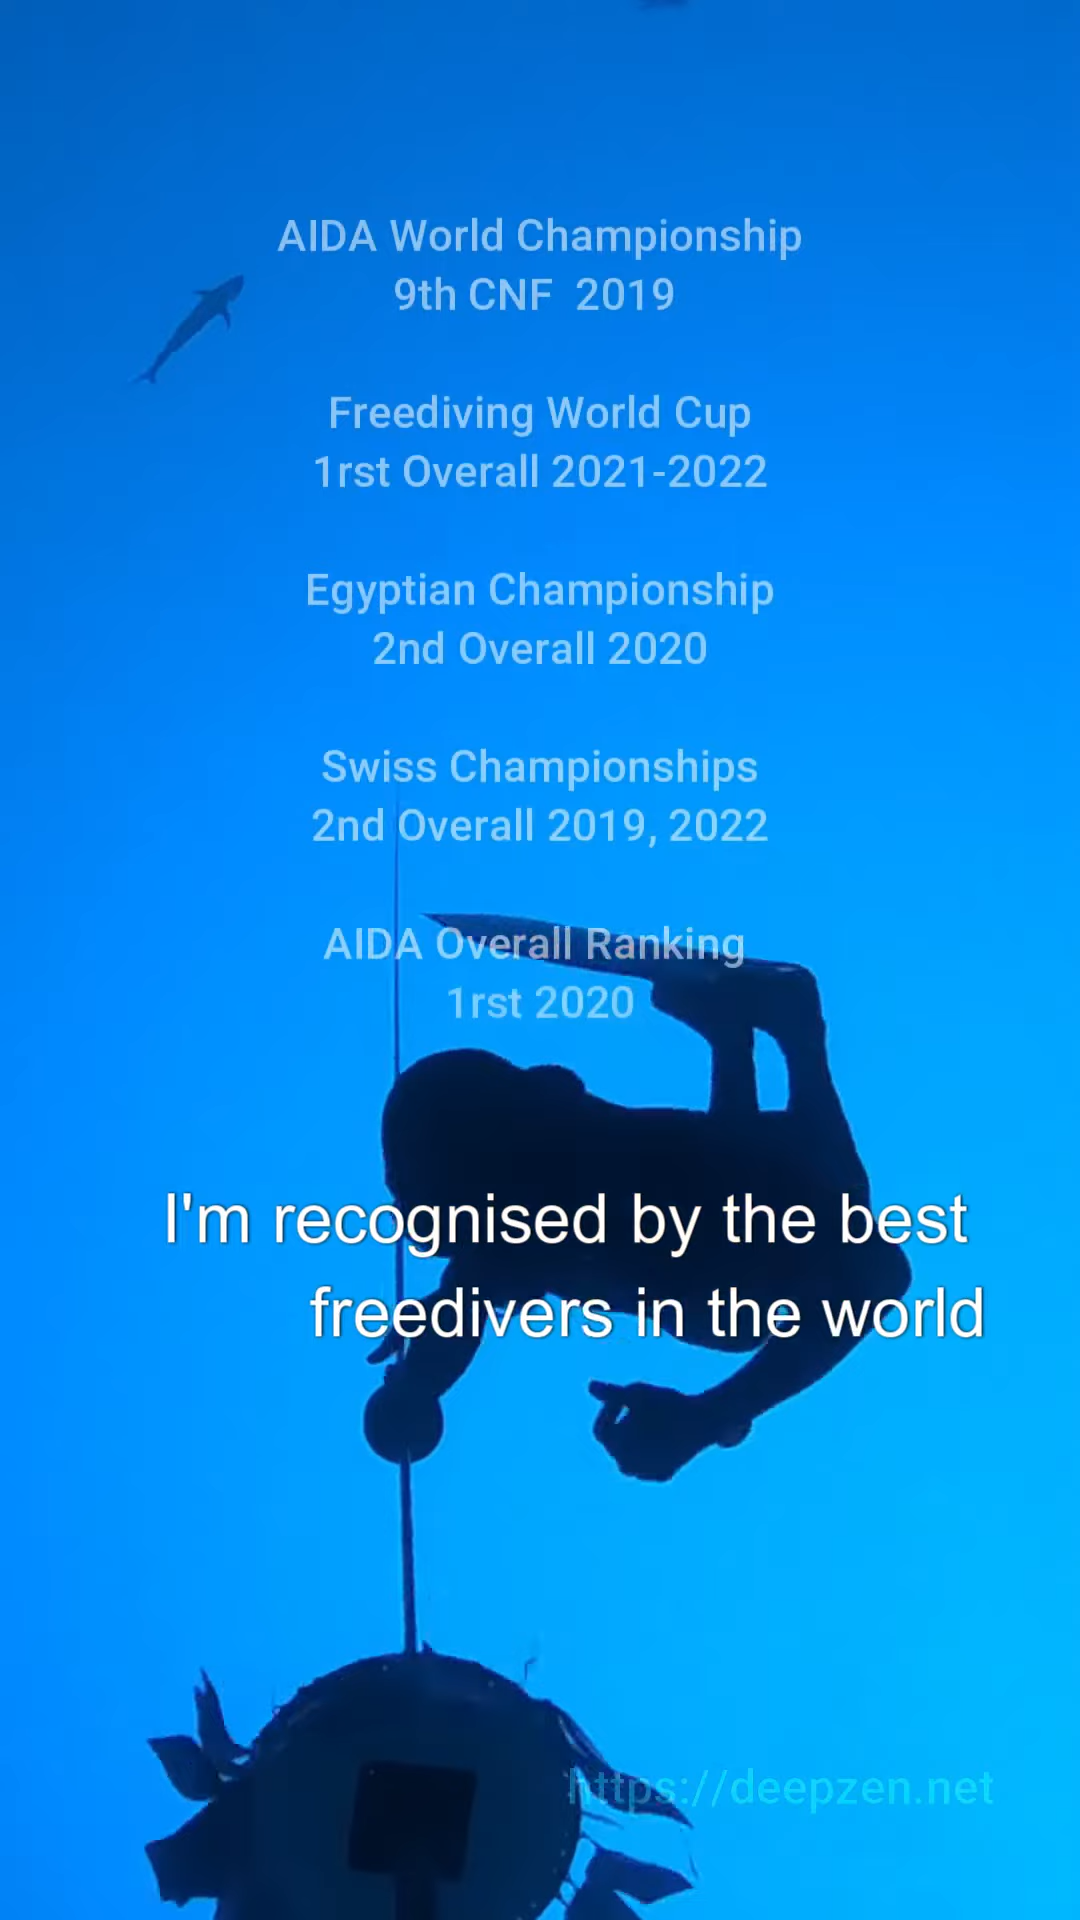 AIDA World Championship
9th CNF 2019
Freediving World Cup
1rst Overall 2021-2022
Egyptian Championship
2nd Overall 2020
Swiss Championships
2nd Overall 2019, 2022
AIDA Overall Ranking
1rst 2020
I'm recognised by the best
freedivers in the world
https://deepzen.net